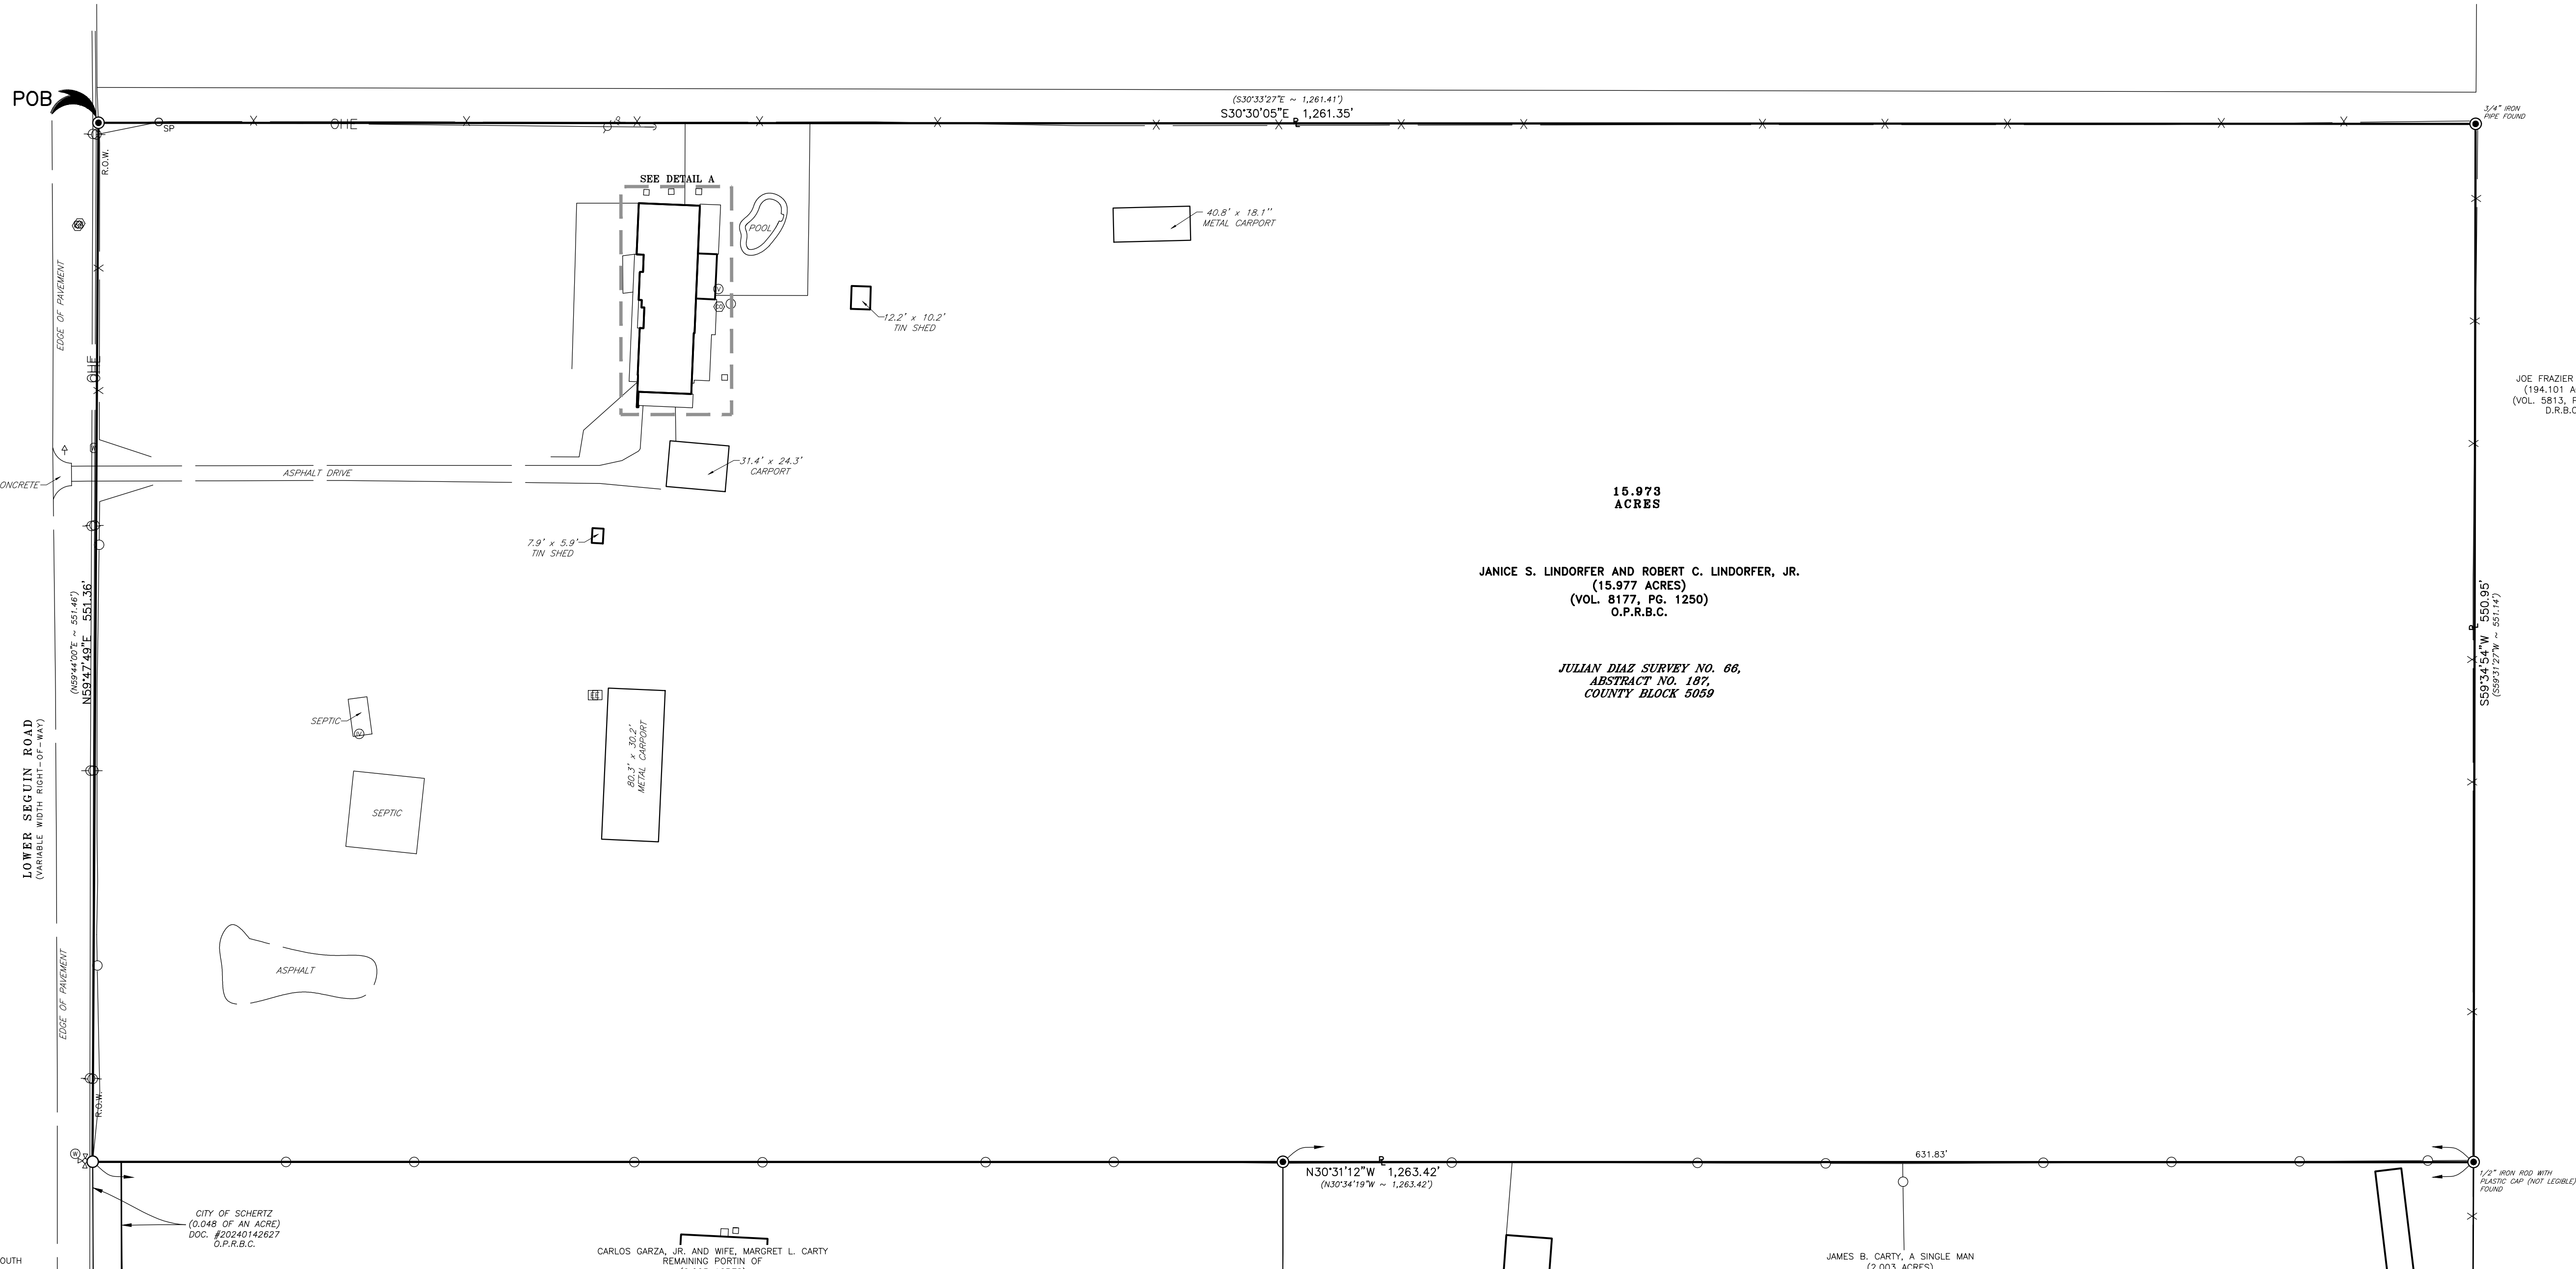 POB
(S30°33'27"E ~ 1,261.41')
S30°30'05"E 1,261.35'
3/4" IRON
PIPE FOUND
SP
OHE
R.O.W.
SEE DETAIL A
POOL
40.8' x 18.1''
METAL CARPORT
12.2' x 10.2'
TIN SHED
EDGE OF PAVEMENT
OHE
JOE FRAZIER
(194.101 A
(VOL. 5813, P
D.R.B.C
ASPHALT DRIVE
ONCRETE
31.4' x 24.3'
CARPORT
15.973
ACRES
7.9' x 5.9'
TIN SHED
JANICE S. LINDORFER AND ROBERT C. LINDORFER, JR.
(15.977 ACRES)
(VOL. 8177, PG. 1250)
O.P.R.B.C.
(N59°44'00"E ~ 551.46')
N59°47'49"E 551.36'
S59°34'54"W 550.95'
(S59°31'27"W ~ 551.14')
JULIAN DIAZ SURVEY NO. 66,
ABSTRACT NO. 187,
COUNTY BLOCK 5059
SEPTIC
80.3' x 30.2'
METAL CARPORT
SEPTIC
LOWER SEGUIN ROAD
(VARIABLE WIDTH RIGHT-OF-WAY)
ASPHALT
EDGE OF PAVEMENT
R.O.W.
W
631.83'
N30°31'12"W 1,263.42'
(N30°34'19"W ~ 1,263.42')
1/2" IRON ROD WITH
PLASTIC CAP (NOT LEGIBLE)
FOUND
CITY OF SCHERTZ
(0.048 OF AN ACRE)
DOC. #20240142627
O.P.R.B.C.
CARLOS GARZA, JR. AND WIFE, MARGRET L. CARTY
REMAINING PORTIN OF
JAMES B. CARTY, A SINGLE MAN
(2.003 ACRES)
OUTH